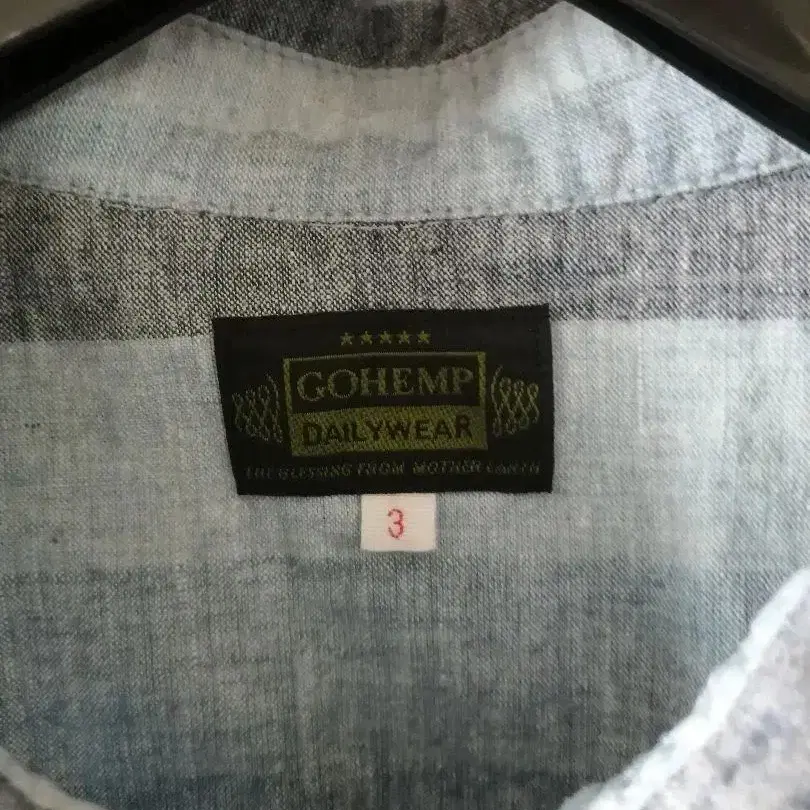 GOHEMP
DAILYWEAR
THE BLESSING FROM MOTHER EARTH
3